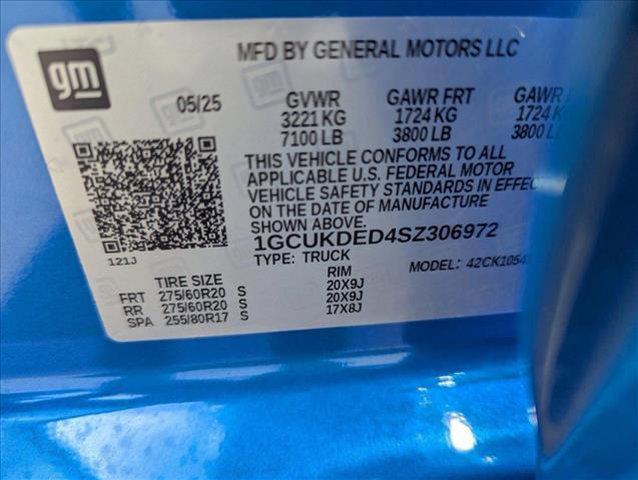 gm
MFD BY GENERAL MOTORS LLC
05/25 GVWR GAWR FRT GAWR
3221 KG 1724 KG 1724
7100 LB 3800 LB 3800
THIS VEHICLE CONFORMS TO ALL
APPLICABLE U.S. FEDERAL MOTOR
VEHICLE SAFETY STANDARDS IN EFFEC
ON THE DATE OF MANUFACTURE
SHOWN ABOVE.
1GCUKDED4SZ306972
121J
TYPE: TRUCK MODEL: 42CK1054
TIRE SIZE RIM
FRT 275/60R20 S 20X9J
RR 275/60R20 S 20X9J
SPA 255/80R17 S 17X8J